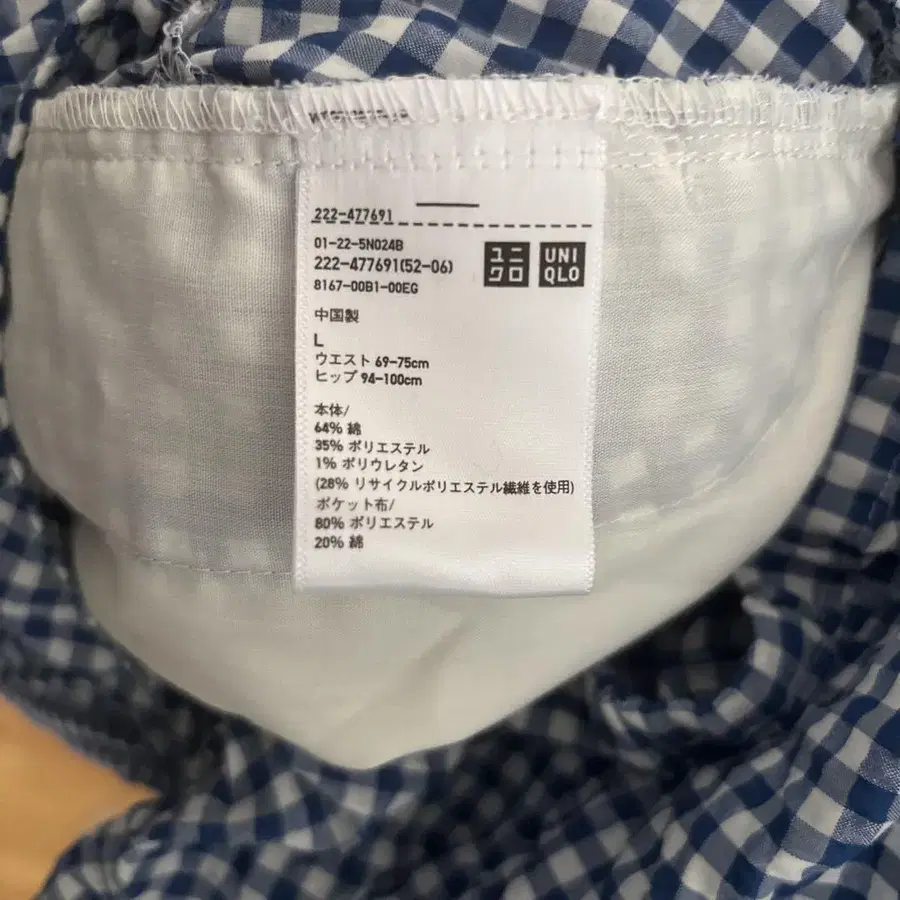 222-477691
01-22-5N024B
222-477691(52-06)
8167-00B1-00EG
ユニクロ
UNIQLO
中国製
L
ウエスト 69-75cm
ヒップ 94-100cm
本体/
64% 綿
35% ポリエステル
1% ポリウレタン
(28% リサイクルポリエステル繊維を使用)
ポケット布/
80% ポリエステル
20% 綿